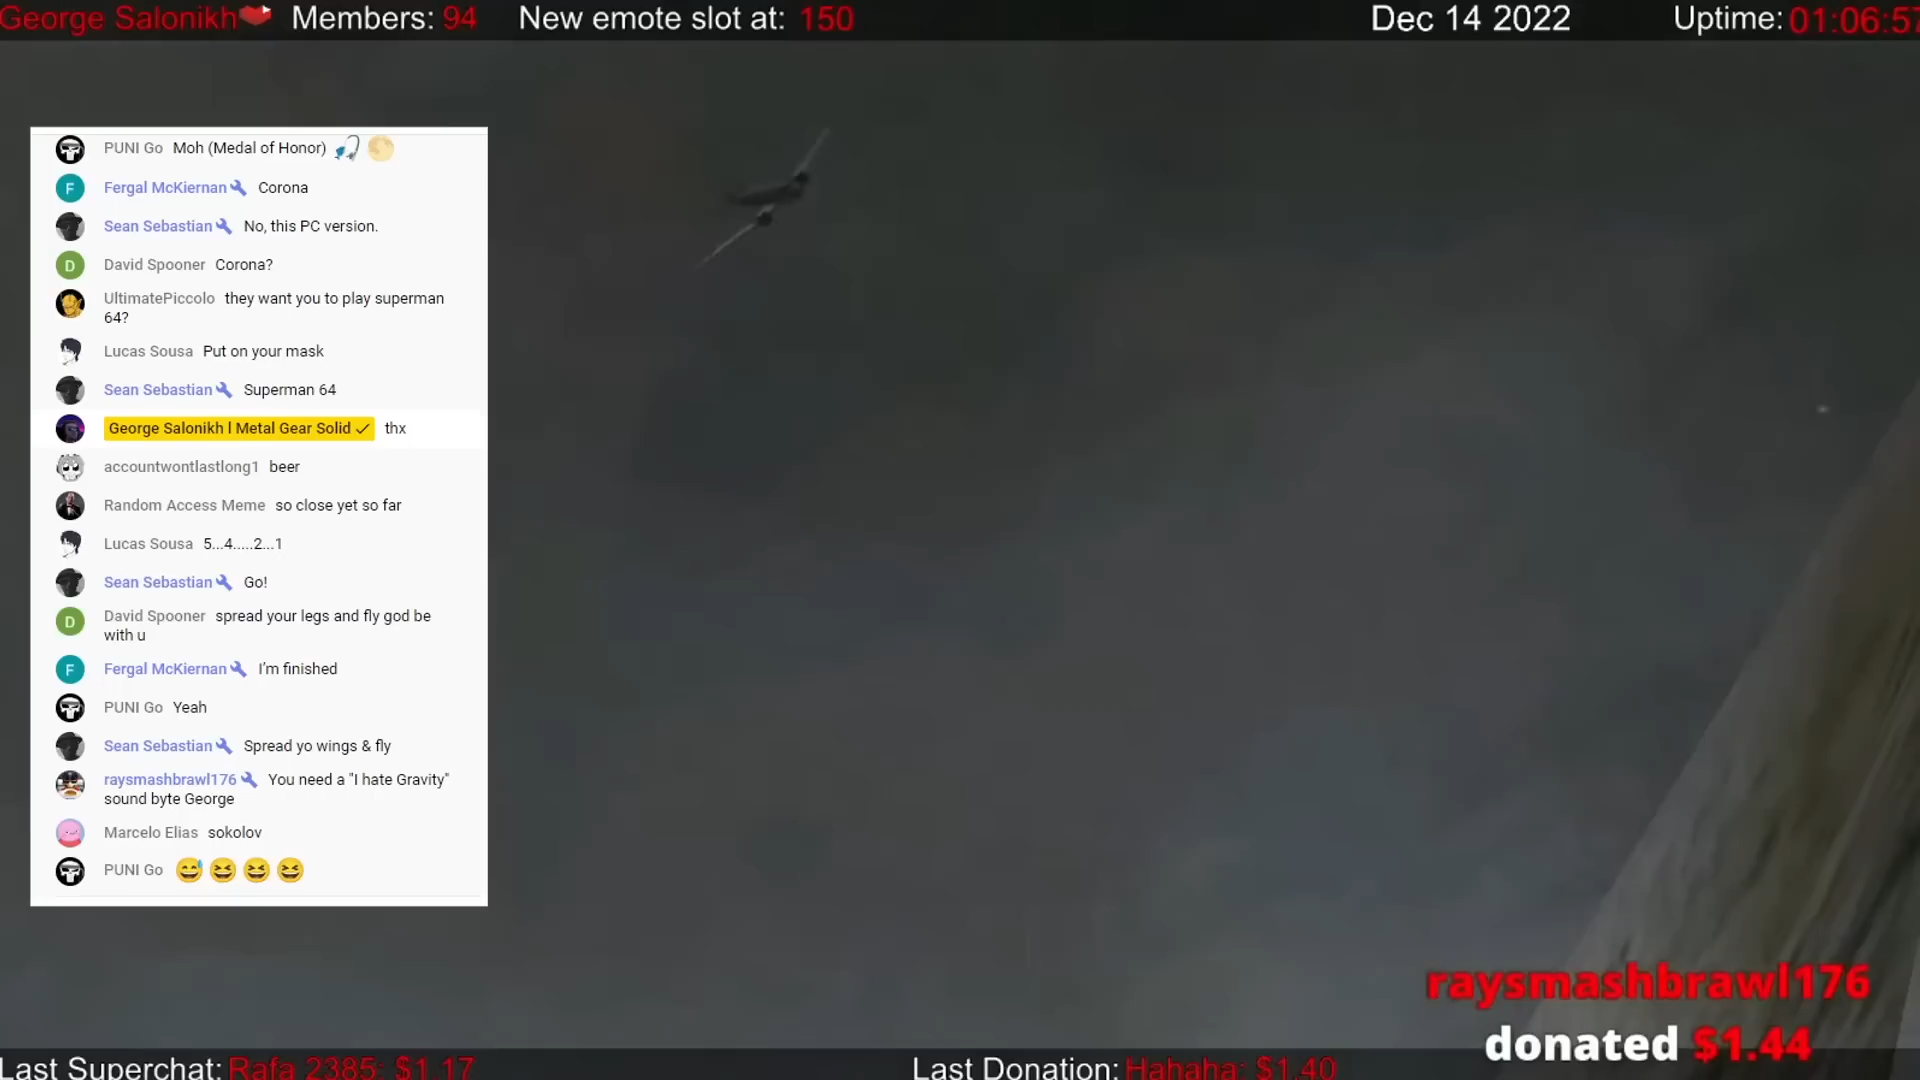 George Salonikh Members: 94 New emote slot at: 150 Dec 14 2022 Uptime: 01:06:57
PUNI Go Moh (Medal of Honor)
Fergal McKiernan Corona
Sean Sebastian No, this PC version.
D David Spooner Corona?
UltimatePiccolo they want you to play superman
64?
Lucas Sousa Put on your mask
Sean Sebastian Superman 64
George Salonikh l Metal Gear Solid thx
accountwontlastlong1 beer
Random Access Meme so close yet so far
Lucas Sousa 5...4.....2...1
Sean Sebastian Go!
D David Spooner spread your legs and fly god be
with u
F Fergal McKiernan I'm finished
PUNI Go Yeah
Sean Sebastian Spread yo wings & fly
raysmashbrawl176 You need a "I hate Gravity"
sound byte George
Marcelo Elias sokolov
PUNI Go 😅😆😆😆
raysmashbrawl176
donated $1.44
Last Superchat: Rafa 2385: $1.17 Last Donation: Hahaha: $1.40